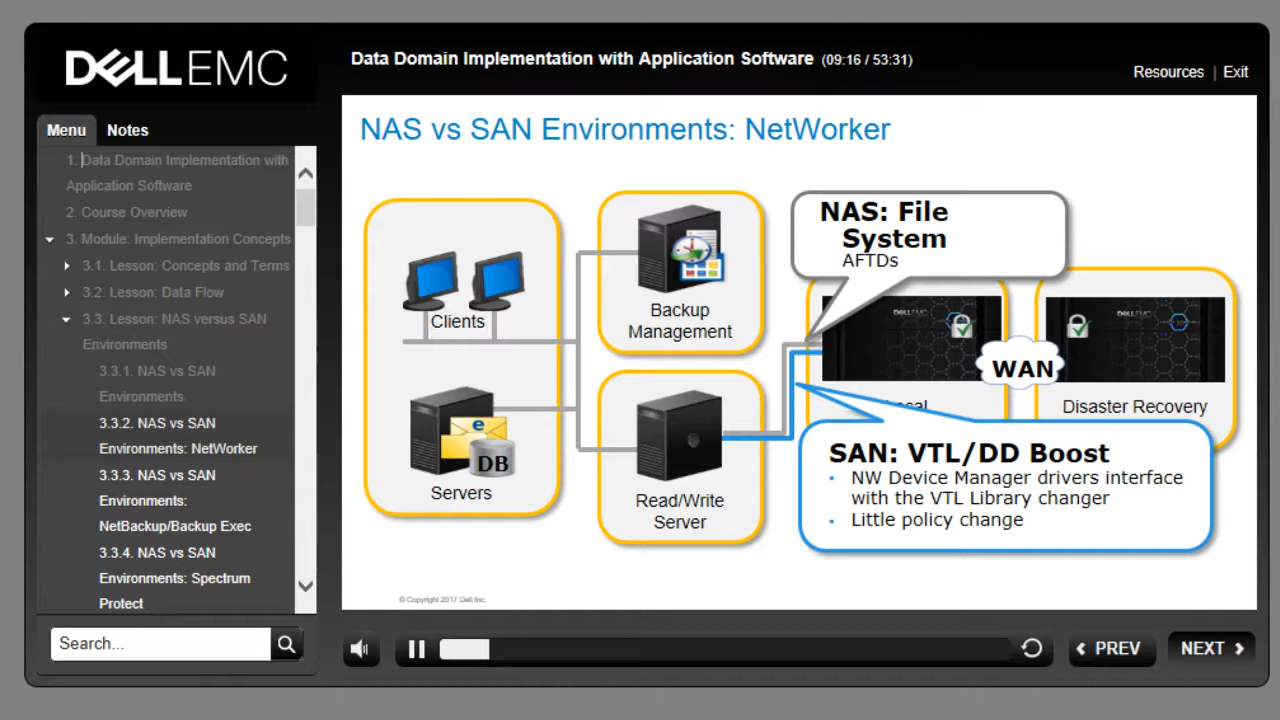 DELLEMC
Data Domain Implementation with Application Software (09:16 / 53:31)
Resources | Exit
Menu Notes
1. Data Domain Implementation with
Application Software
2. Course Overview
3. Module: Implementation Concepts
3.1. Lesson: Concepts and Terms
3.2. Lesson: Data Flow
3.3. Lesson: NAS versus SAN
Environments
3.3.1. NAS vs SAN
Environments
3.3.2. NAS vs SAN
Environments: NetWorker
3.3.3. NAS vs SAN
Environments:
NetBackup/Backup Exec
3.3.4. NAS vs SAN
Environments: Spectrum
Protect
Search...
NAS vs SAN Environments: NetWorker
Clients
Servers
DB
e
Backup
Management
Read/Write
Server
NAS: File
System
AFTDs
DELLEMC
DELLEMC
WAN
Disaster Recovery
SAN: VTL/DD Boost
• NW Device Manager drivers interface
with the VTL Library changer
• Little policy change
© Copyright 2017 Dell Inc.
PREV
NEXT